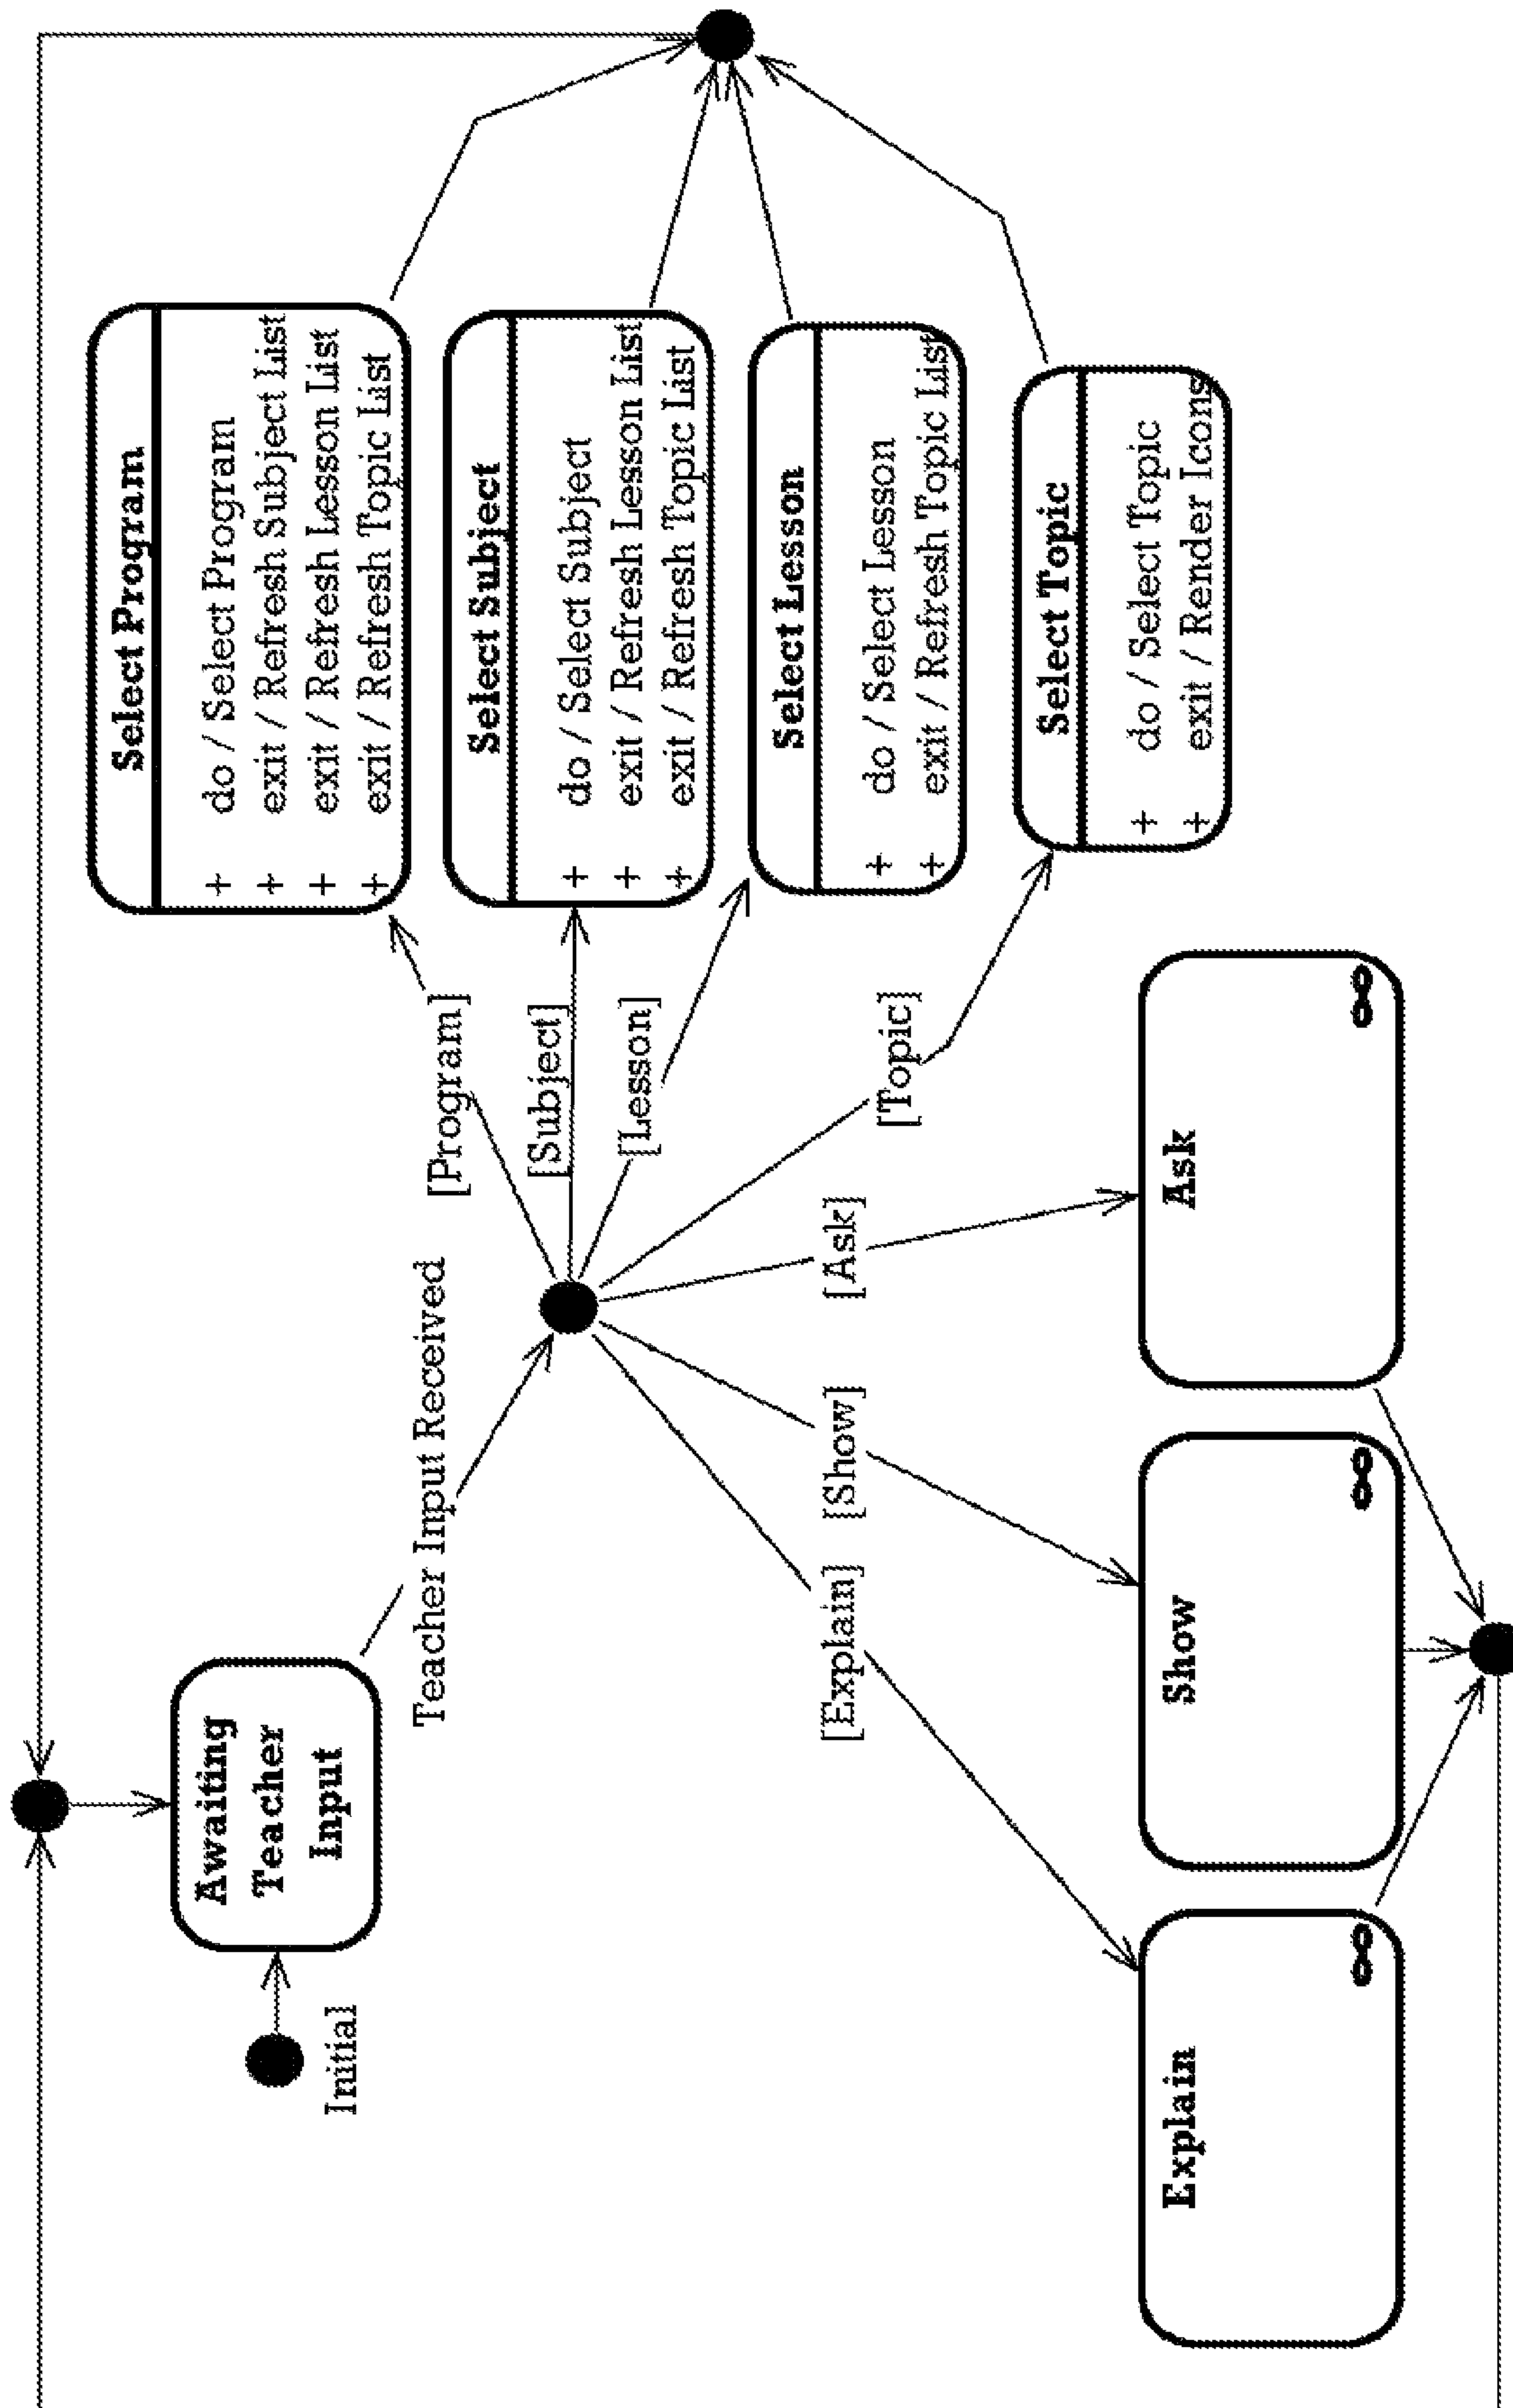 Initial
Awaiting
Teacher
Input
Teacher Input Received
[Program]
[Subject]
[Lesson]
[Topic]
[Ask]
[Show]
[Explain]
Select Program
+ do / Select Program
+ exit / Refresh Subject List
+ exit / Refresh Lesson List
+ exit / Refresh Topic List
Select Subject
+ do / Select Subject
+ exit / Refresh Lesson List
+ exit / Refresh Topic List
Select Lesson
+ do / Select Lesson
+ exit / Refresh Topic List
Select Topic
+ do / Select Topic
+ exit / Render Icons
Explain
Show
Ask